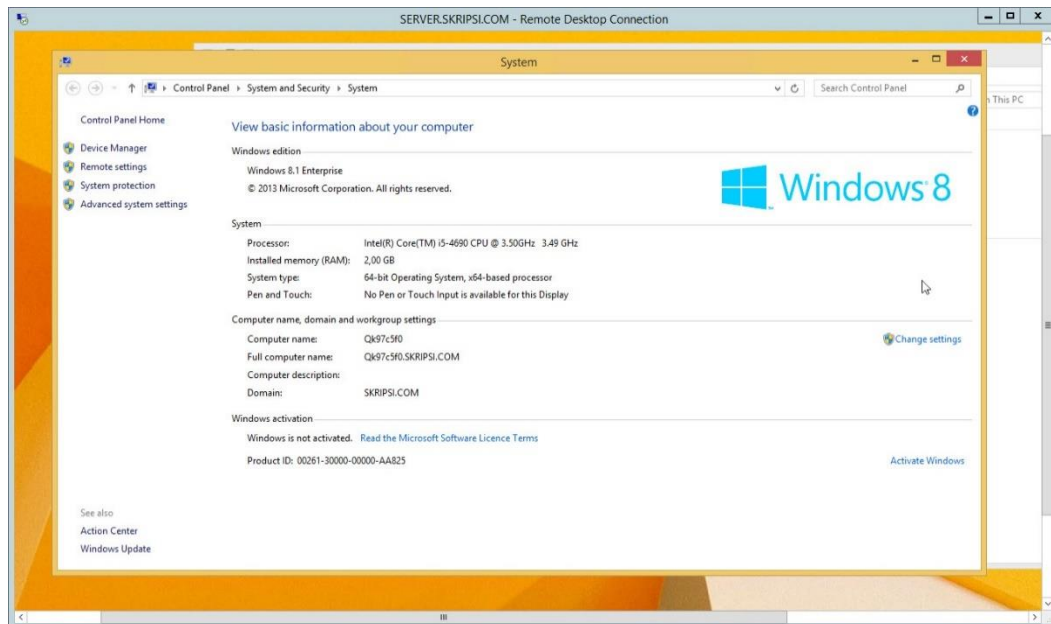 SERVER.SKRIPSI.COM - Remote Desktop Connection
System
Control Panel System and Security System
Search Control Panel
This PC
Control Panel Home
Device Manager
Remote settings
System protection
Advanced system settings
View basic information about your computer
Windows edition
Windows 8.1 Enterprise
© 2013 Microsoft Corporation. All rights reserved.
Windows 8
System
Processor: Intel(R) Core(TM) i5-4690 CPU @ 3.50GHz 3.49 GHz
Installed memory (RAM): 2,00 GB
System type: 64-bit Operating System, x64-based processor
Pen and Touch: No Pen or Touch Input is available for this Display
Computer name, domain and workgroup settings
Computer name: Qk97c5f0
Change settings
Full computer name: Qk97c5f0.SKRIPSI.COM
Computer description:
Domain: SKRIPSI.COM
Windows activation
Windows is not activated. Read the Microsoft Software Licence Terms
Product ID: 00261-30000-00000-AA825
Activate Windows
See also
Action Center
Windows Update